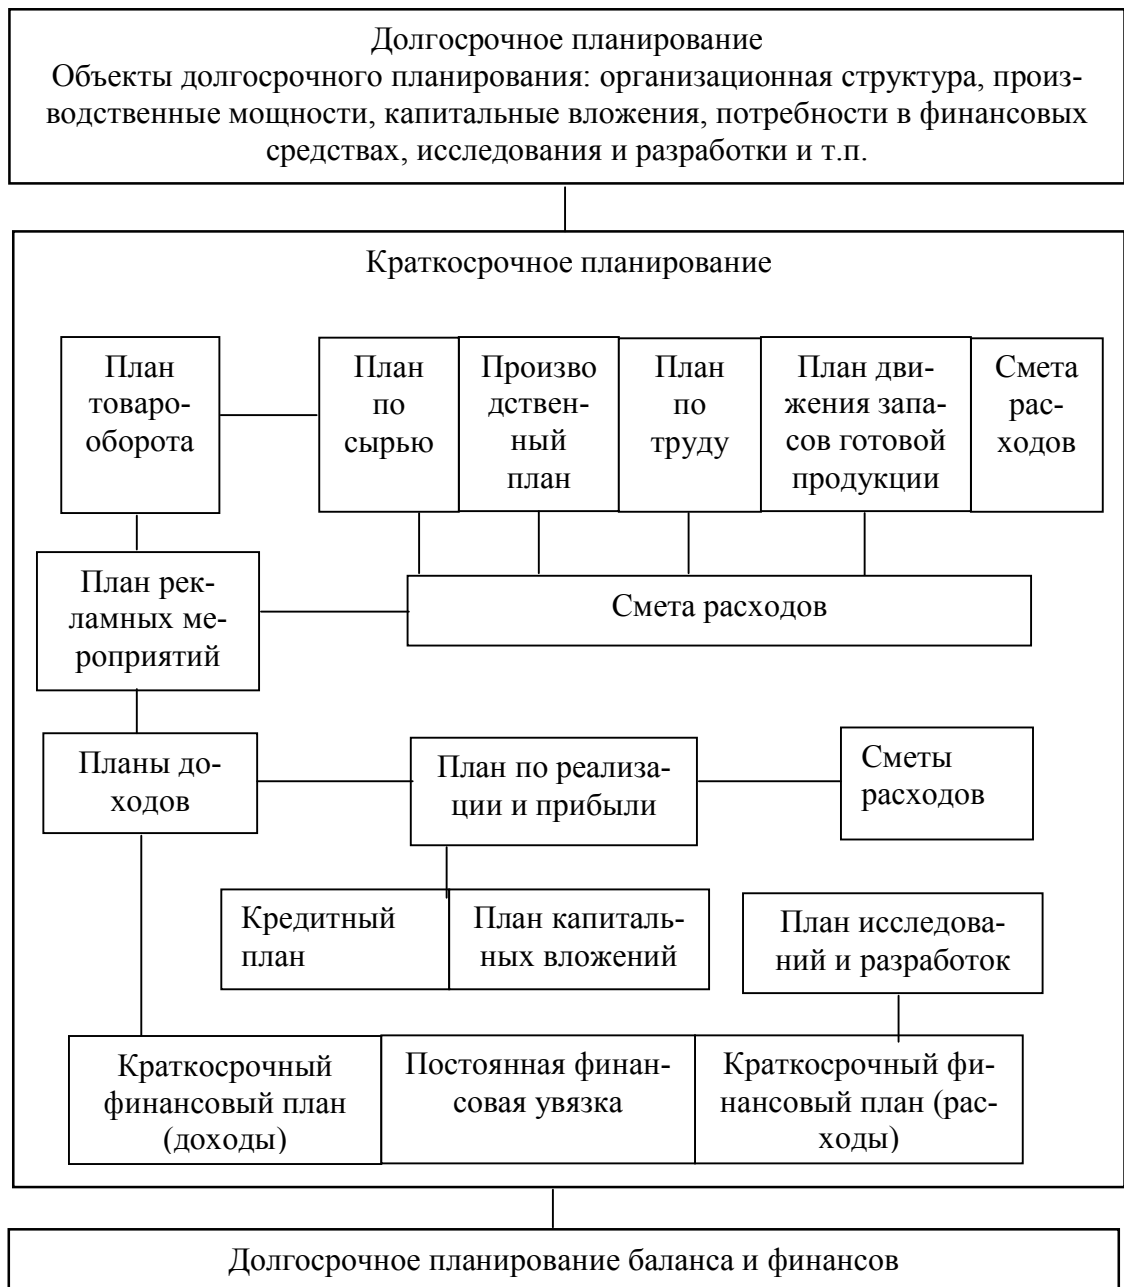 Долгосрочное планирование
Объекты долгосрочного планирования: организационная структура, произ-
водственные мощности, капитальные вложения, потребности в финансовых
средствах, исследования и разработки и т.п.
Краткосрочное планирование
План
товаро-
оборота
План
по
сырью
Произво
дствен-
ный
план
План
по
труду
План дви-
жения запа-
сов готовой
продукции
Смета
рас-
ходов
План рек-
ламных ме-
роприятий
Смета расходов
Планы до-
ходов
План по реализа-
ции и прибыли
Сметы
расходов
Кредитный
план
План капиталь-
ных вложений
План исследова-
ний и разработок
Краткосрочный
финансовый план
(доходы)
Постоянная финан-
совая увязка
Краткосрочный фи-
нансовый план (рас-
ходы)
Долгосрочное планирование баланса и финансов